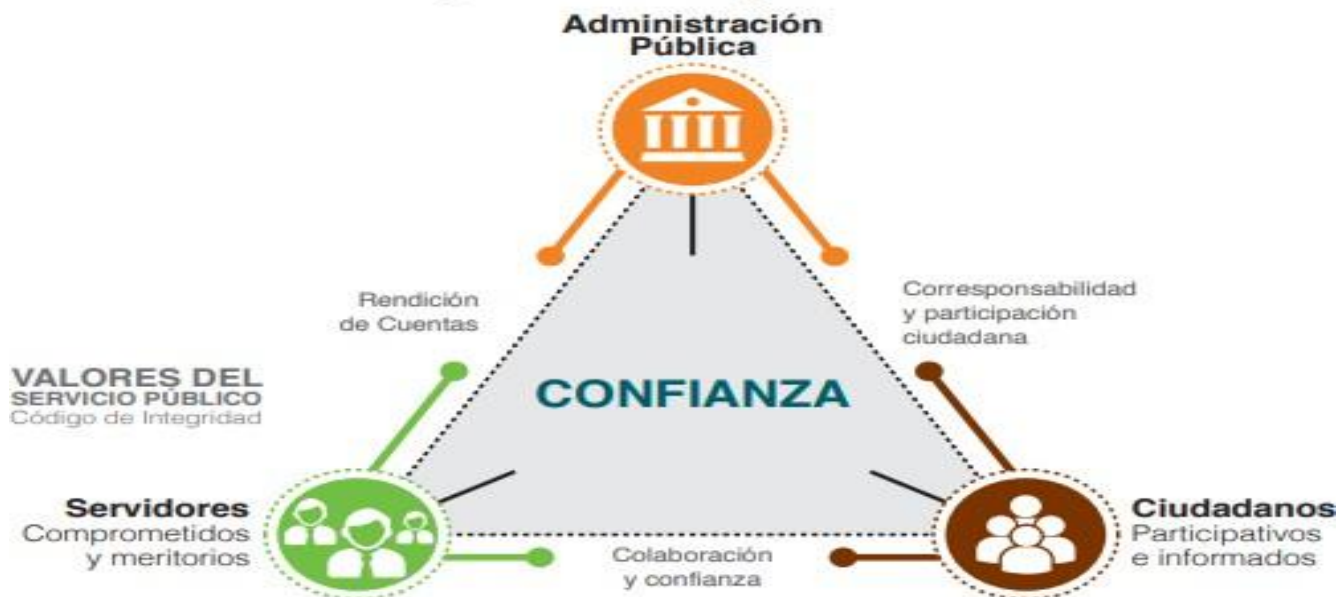 Administración
Pública
Rendición
de Cuentas
Corresponsabilidad
y participación
ciudadana
VALORES DEL
SERVICIO PÚBLICO
Código de Integridad
CONFIANZA
Servidores
Comprometidos
y meritorios
Colaboración
y confianza
Ciudadanos
Participativos
e informados